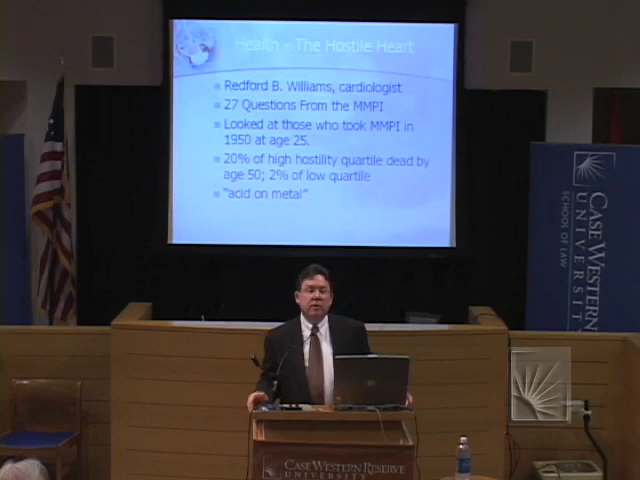 Health - The Hostile Heart
Redford B. Williams, cardiologist
27 Questions From the MMPI
Looked at those who took MMPI in
1950 at age 25.
20% of high hostility quartile dead by
age 50; 2% of low quartile
"acid on metal"
CASE WESTERN
UNIVERSITY
SCHOOL OF LAW
CASE WESTERN RESERVE
UNIVERSITY